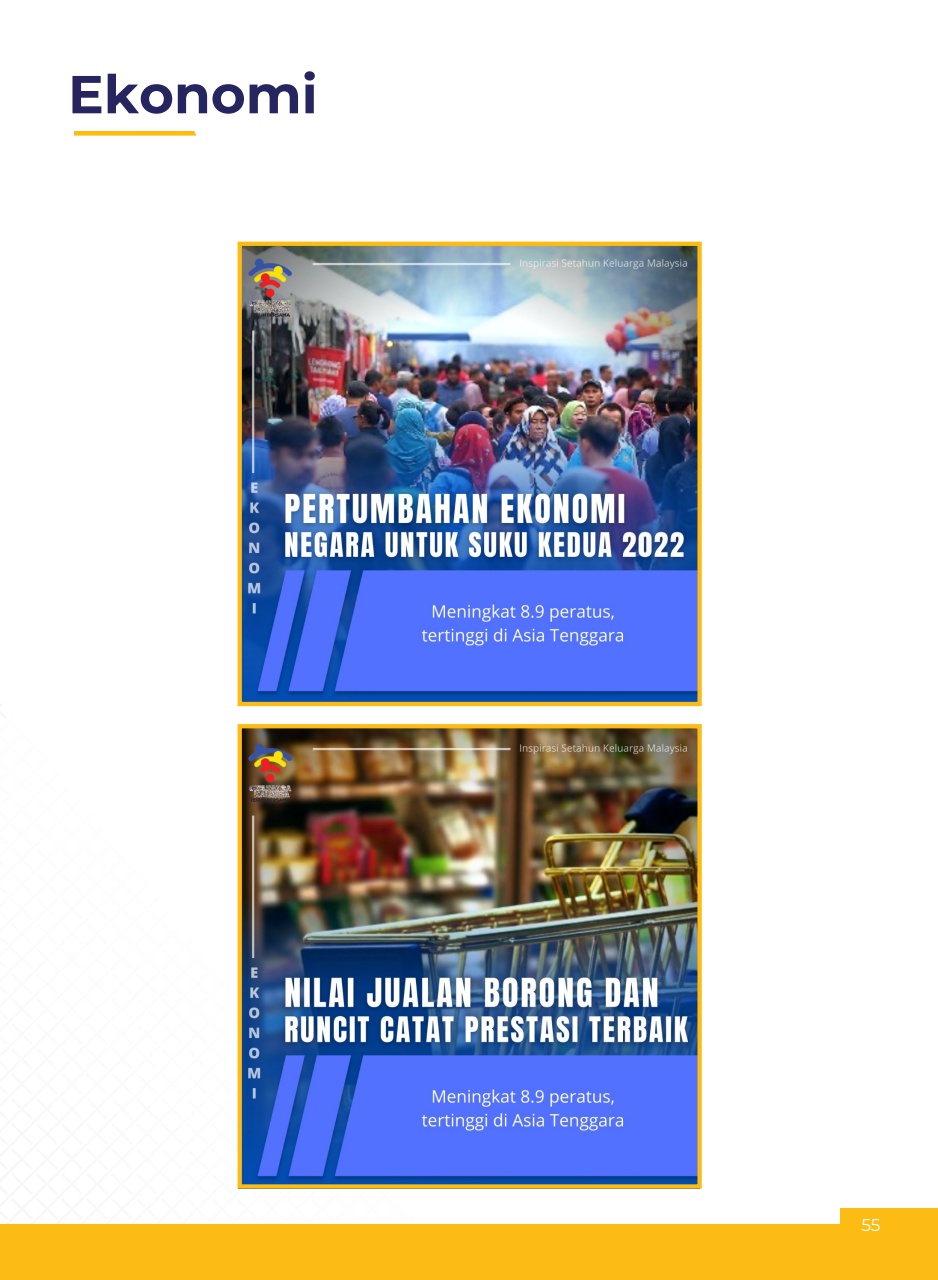 Ekonomi
Inspirasi Setahun Keluarga Malaysia
EKONOMI
PERTUMBAHAN EKONOMI
NEGARA UNTUK SUKU KEDUA 2022
Meningkat 8.9 peratus,
tertinggi di Asia Tenggara
Inspirasi Setahun Keluarga Malaysia
EKONOMI
NILAI JUALAN BORONG DAN
RUNCIT CATAT PRESTASI TERBAIK
Meningkat 8.9 peratus,
tertinggi di Asia Tenggara
55